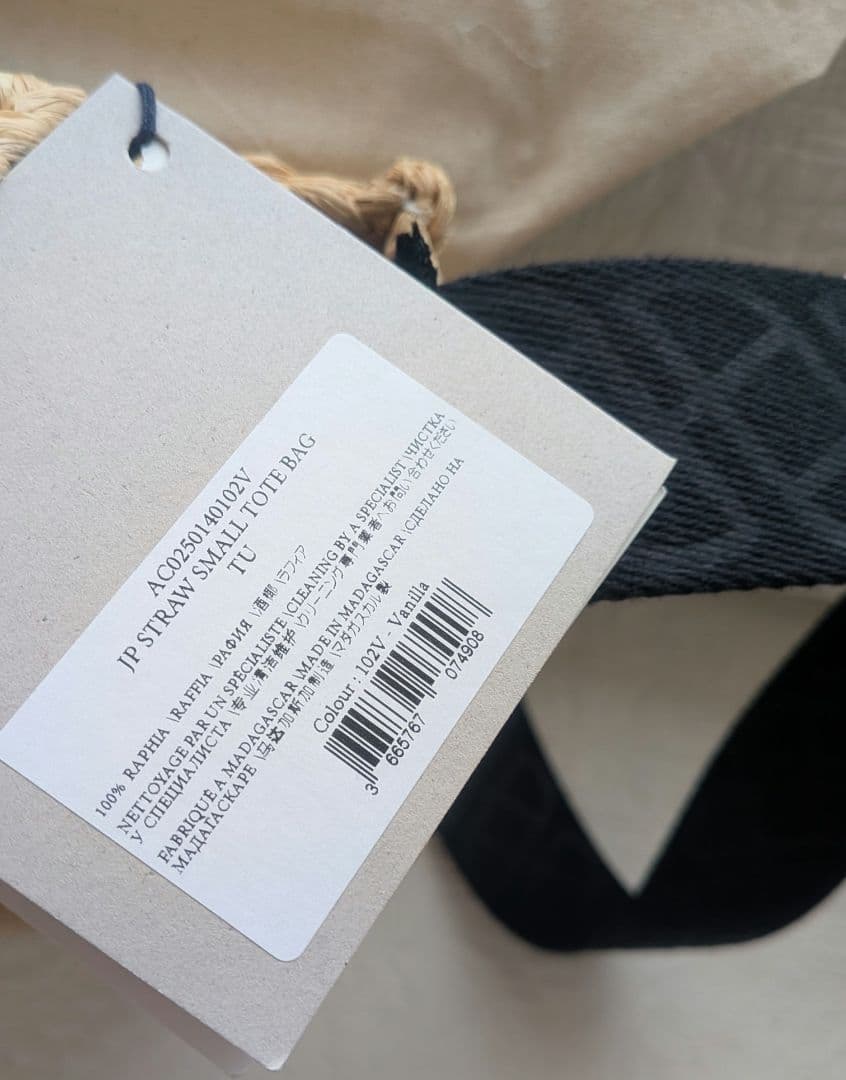 AC0250140102V
JP STRAW SMALL TOTE BAG
TU
100% RAPHIA \RAFFIA \РАФИЯ \酒椰 \ラフィア
NETTOYAGE PAR UN SPÉCIALISTE \CLEANING BY A SPECIALIST \ЧИСТКА
У СПЕЦИАЛИСТА \专业清洁维护 \クリーニング専門業者へお問い合わせください
FABRIQUÉ À MADAGASCAR \MADE IN MADAGASCAR \СДЕЛАНО НА
МАДАГАСКАРЕ \马达加斯加制造 \マダガスカル製
Colour : 102V - Vanilla
3 665767 074908